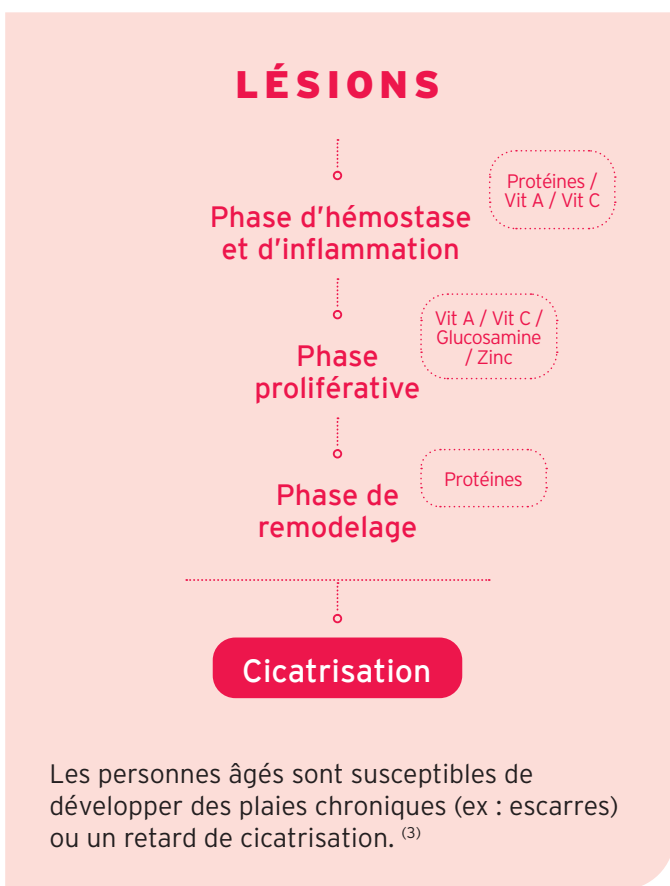 LÉSIONS
Protéines /
Vit A / Vit C
Phase d'hémostase
et d'inflammation
Vit A / Vit C /
Glucosamine
/ Zinc
Phase
proliférative
Protéines
Phase de
remodelage
Cicatrisation
Les personnes âgés sont susceptibles de
développer des plaies chroniques (ex : escarres)
ou un retard de cicatrisation. (3)